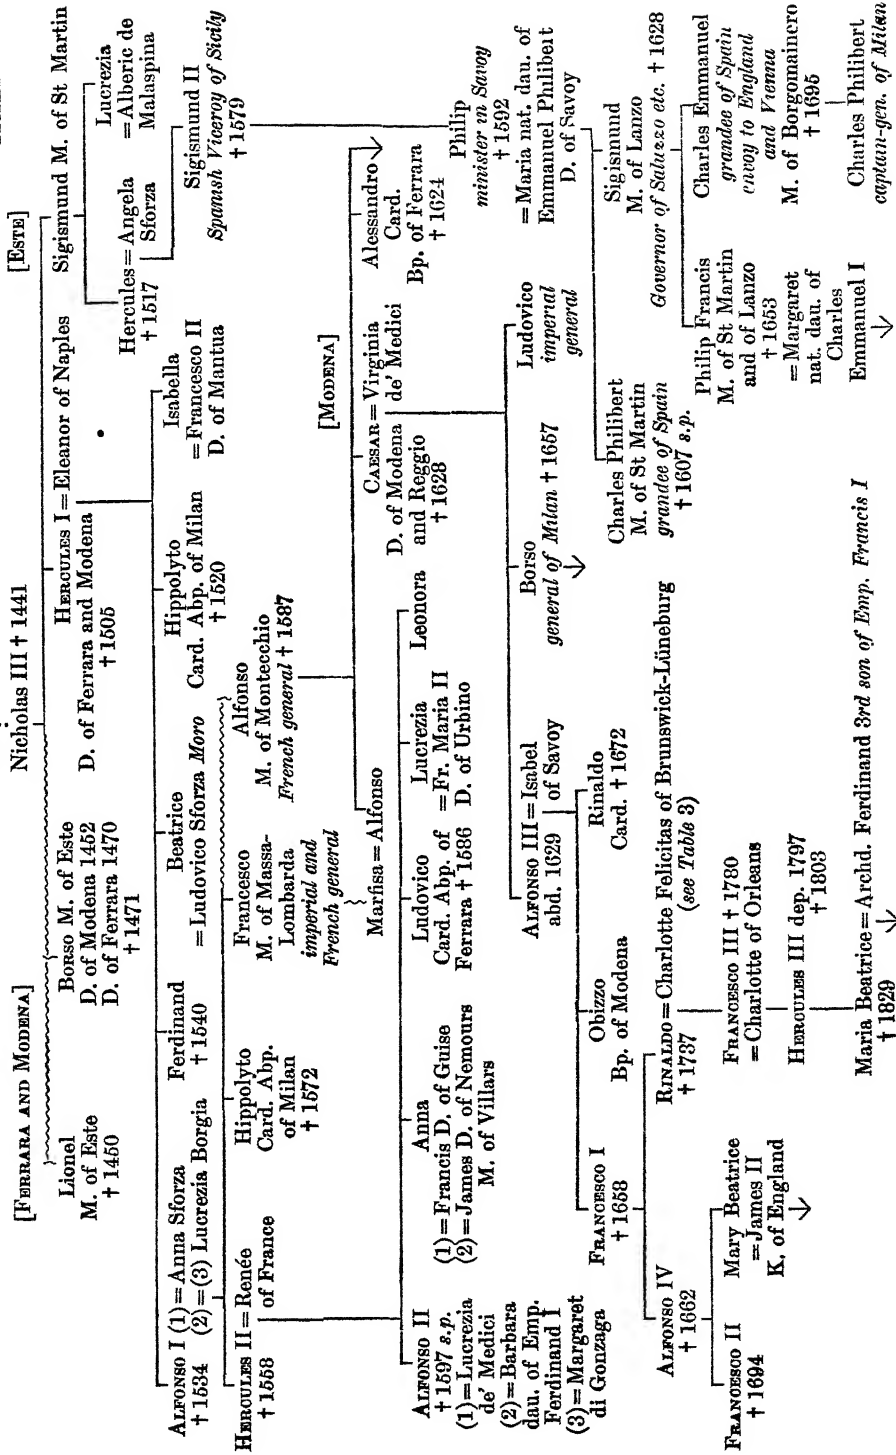 [ESTE]
Nicholas III † 1441
[FERRARA AND MODENA]
Lionel
M. of Este
† 1450
BORSO M. of Este
D. of Modena 1452
D. of Ferrara 1470
† 1471
HERCULES I = Eleanor of Naples
D. of Ferrara and Modena
† 1505
Sigismund M. of St Martin
Hercules = Angela
† 1517 Sforza
Lucrezia
= Alberic de
Malaspina
ALFONSO I (1) = Anna Sforza
† 1534 (2) = (3) Lucrezia Borgia
Ferdinand
† 1540
Beatrice
= Ludovico Sforza Moro
Hippolyto
Card. Abp. of Milan
† 1520
Isabella
= Francesco II
D. of Mantua
Sigismund II
Spanish Viceroy of Sicily
† 1579
HERCULES II = Renée
† 1558 of France
Hippolyto
Card. Abp.
of Milan
† 1572
Francesco
M. of Massa-
Lombarda
imperial and
French general
Alfonso
M. of Montecchio
French general † 1587
[MODENA]
Marfisa = Alfonso
CAESAR = Virginia
D. of Modena de' Medici
and Reggio
† 1628
Alessandro
Card.
Bp. of Ferrara
† 1624
Philip
minister in Savoy
† 1592
= Maria nat. dau. of
Emmanuel Philibert
D. of Savoy
ALFONSO II
† 1597 s.p.
(1) = Lucrezia
de' Medici
(2) = Barbara
dau. of Emp.
Ferdinand I
(3) = Margaret
di Gonzaga
Anna
(1) = Francis D. of Guise
(2) = James D. of Nemours
M. of Villars
Ludovico
Card. Abp. of
Ferrara † 1586
Lucrezia
= Fr. Maria II
D. of Urbino
Leonora
ALFONSO III = Isabel
abd. 1629 of Savoy
Borso
general of Milan † 1657
Ludovico
imperial
general
Charles Philibert
M. of St Martin
grandee of Spain
† 1607 s.p.
Sigismund
M. of Lanzo
Governor of Saluzzo etc. † 1628
FRANCESCO I
† 1658
Obizzo
Bp. of Modena
Rinaldo
Card. † 1672
Philip Francis
M. of St Martin
and of Lanzo
† 1653
= Margaret
nat. dau. of
Charles
Emmanuel I
Charles Emmanuel
grandee of Spain
envoy to England
and Vienna
M. of Borgomainero
† 1695
ALFONSO IV
† 1662
RINALDO = Charlotte Felicitas of Brunswick-Lüneburg
† 1737 (see Table 3)
Charles Philibert
captain-gen. of Milan
FRANCESCO II
† 1694
Mary Beatrice
= James II
K. of England
FRANCESCO III † 1780
= Charlotte of Orleans
HERCULES III dep. 1797
† 1803
Maria Beatrice = Archd. Ferdinand 3rd son of Emp. Francis I
† 1829